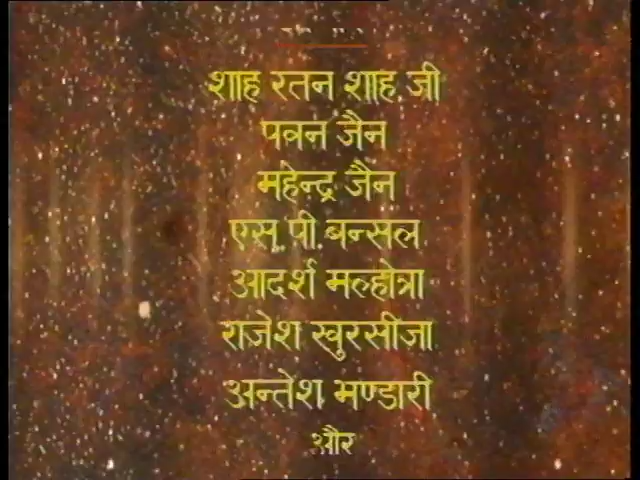 शाह रतन शाह जी
पवन जैन
महेन्द्र जैन
एस.पी.बन्सल
आदर्श मल्होत्रा
राजेश खुरसीजा
अन्तेश भण्डारी
और